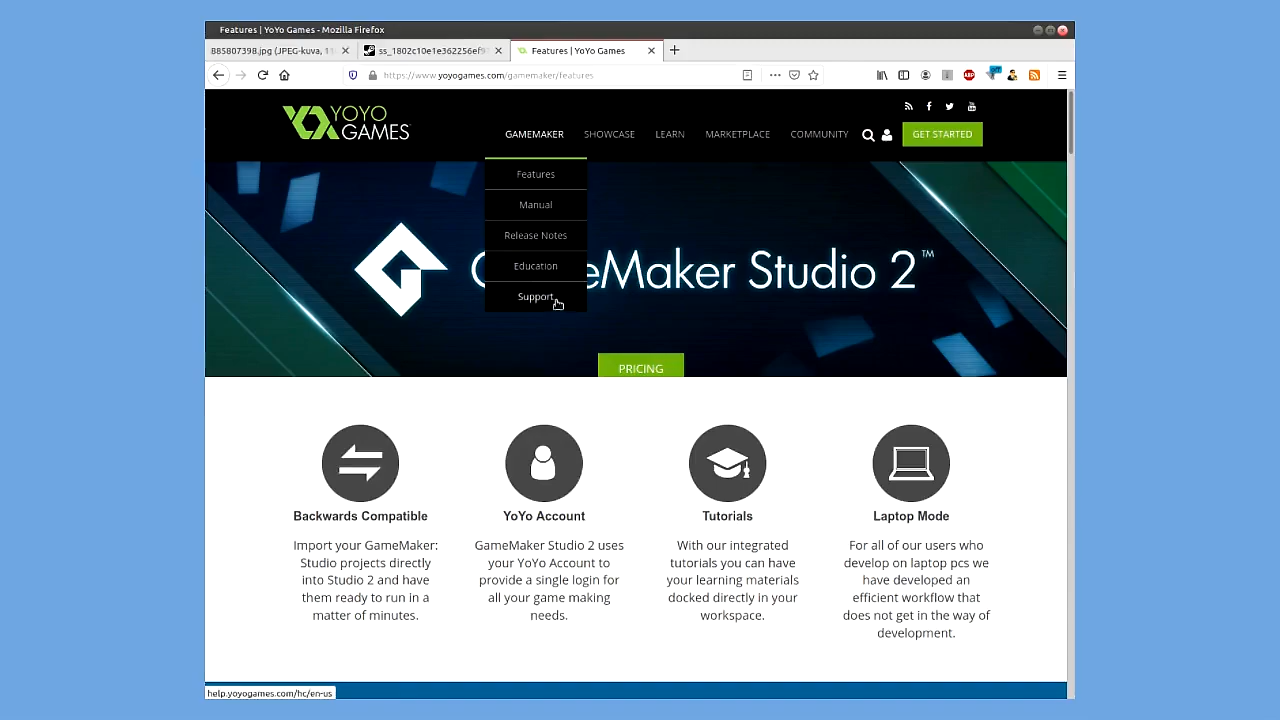 Features | YoYo Games - Mozilla Firefox
885807398.jpg (JPEG-kuva, 11
ss_1802c10e1e362256ef9
Features | YoYo Games
https://www.yoyogames.com/gamemaker/features
YOYO
GAMES
GAMEMAKER
SHOWCASE
LEARN
MARKETPLACE
COMMUNITY
GET STARTED
Features
Manual
Release Notes
Education
Support
GameMaker Studio 2™
PRICING
Backwards Compatible
Import your GameMaker:
Studio projects directly
into Studio 2 and have
them ready to run in a
matter of minutes.
YoYo Account
GameMaker Studio 2 uses
your YoYo Account to
provide a single login for
all your game making
needs.
Tutorials
With our integrated
tutorials you can have
your learning materials
docked directly in your
workspace.
Laptop Mode
For all of our users who
develop on laptop pcs we
have developed an
efficient workflow that
does not get in the way of
development.
help.yoyogames.com/hc/en-us